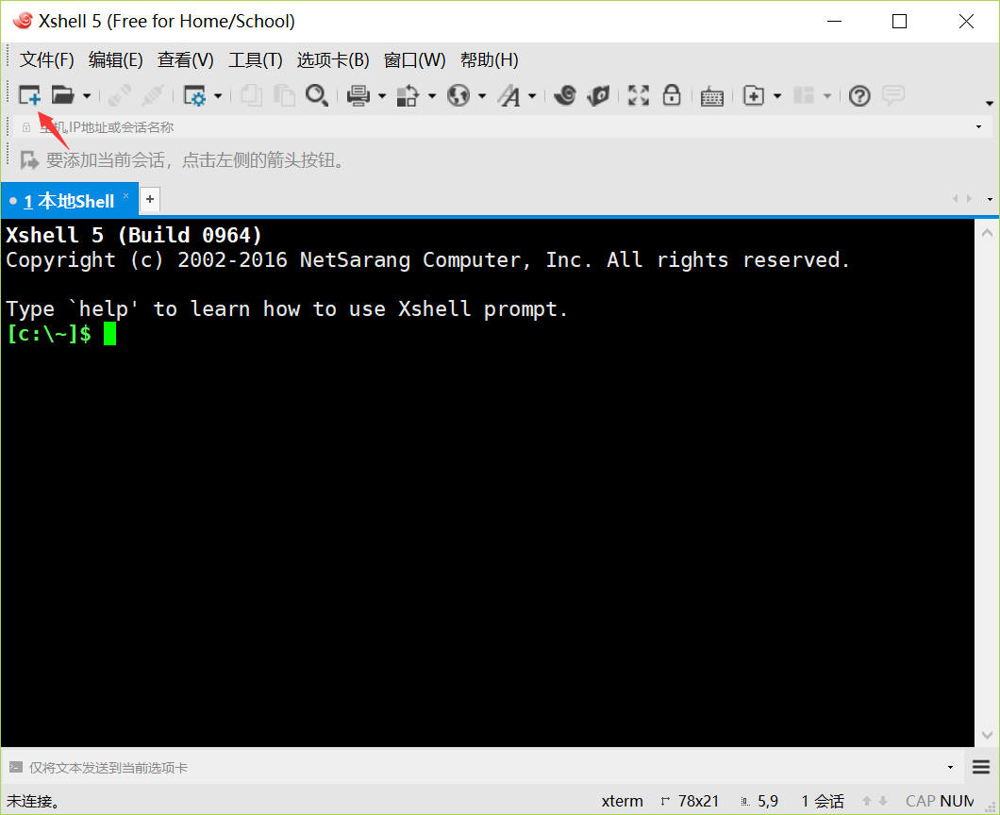 Xshell 5 (Free for Home/School)
文件(F) 编辑(E) 查看(V) 工具(T) 选项卡(B) 窗口(W) 帮助(H)
主机,IP地址或会话名称
要添加当前会话，点击左侧的箭头按钮。
1 本地Shell × +
Xshell 5 (Build 0964)
Copyright (c) 2002-2016 NetSarang Computer, Inc. All rights reserved.
Type `help' to learn how to use Xshell prompt.
[c:\~]$
仅将文本发送到当前选项卡
未连接。 xterm 78x21 5,9 1 会话 CAP NUM